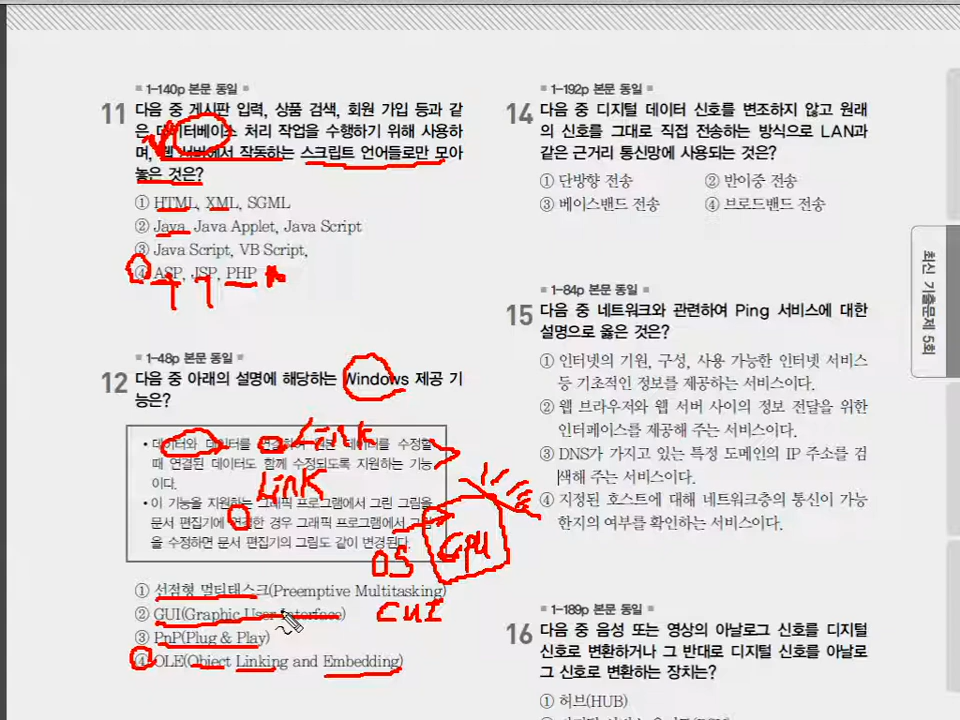 ■ 1-140p 본문 동일 ■
11 다음 중 게시판 입력, 상품 검색, 회원 가입 등과 같
은 데이터베이스 처리 작업을 수행하기 위해 사용하
며, 웹 서버에서 작동하는 스크립트 언어들로만 모아
놓은 것은?
① HTML, XML, SGML
② Java, Java Applet, Java Script
③ Java Script, VB Script,
④ ASP, JSP, PHP
■ 1-48p 본문 동일 ■
12 다음 중 아래의 설명에 해당하는 Windows 제공 기
능은?
• 데이터와 데이터를 연결하여 원본 데이터를 수정할
때 연결된 데이터도 함께 수정되도록 지원하는 기능
이다.
• 이 기능을 지원하는 그래픽 프로그램에서 그린 그림을
문서 편집기에 연결한 경우 그래픽 프로그램에서 그림
을 수정하면 문서 편집기의 그림도 같이 변경된다.
Link
Link
OS
CPU
CUI
① 선점형 멀티태스크(Preemptive Multitasking)
② GUI(Graphic User Interface)
③ PnP(Plug & Play)
④ OLE(Object Linking and Embedding)
■ 1-192p 본문 동일 ■
14 다음 중 디지털 데이터 신호를 변조하지 않고 원래
의 신호를 그대로 직접 전송하는 방식으로 LAN과
같은 근거리 통신망에 사용되는 것은?
① 단방향 전송 ② 반이중 전송
③ 베이스밴드 전송 ④ 브로드밴드 전송
■ 1-84p 본문 동일 ■
15 다음 중 네트워크와 관련하여 Ping 서비스에 대한
설명으로 옳은 것은?
① 인터넷의 기원, 구성, 사용 가능한 인터넷 서비스
등 기초적인 정보를 제공하는 서비스이다.
② 웹 브라우저와 웹 서버 사이의 정보 전달을 위한
인터페이스를 제공해 주는 서비스이다.
③ DNS가 가지고 있는 특정 도메인의 IP 주소를 검
색해 주는 서비스이다.
④ 지정된 호스트에 대해 네트워크층의 통신이 가능
한지의 여부를 확인하는 서비스이다.
■ 1-189p 본문 동일 ■
16 다음 중 음성 또는 영상의 아날로그 신호를 디지털
신호로 변환하거나 그 반대로 디지털 신호를 아날로
그 신호로 변환하는 장치는?
① 허브(HUB)
최신 기출문제 5회